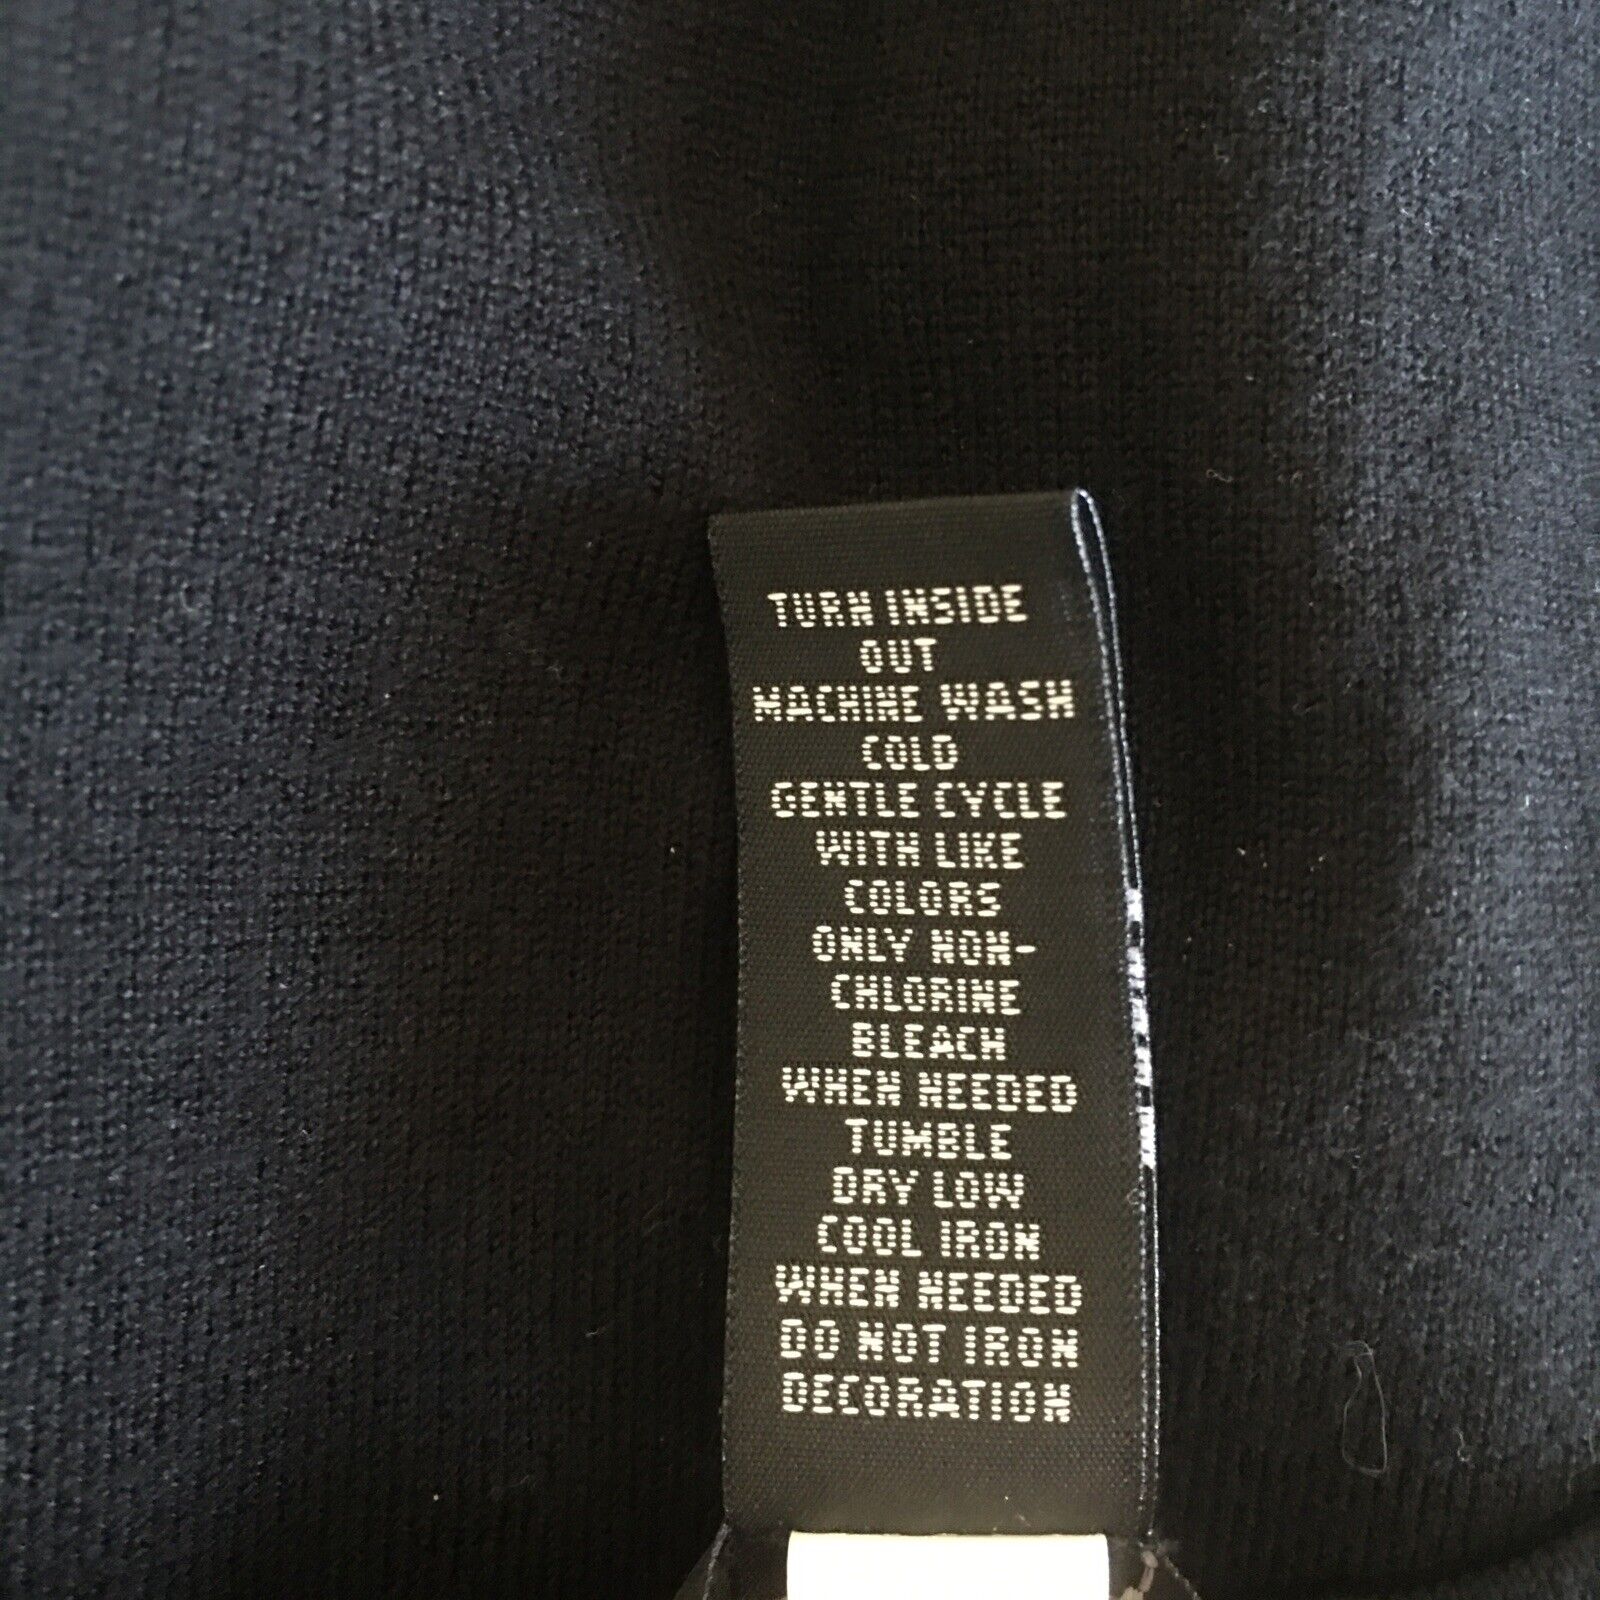 TURN INSIDE
OUT
MACHINE WASH
COLD
GENTLE CYCLE
WITH LIKE
COLORS
ONLY NON-
CHLORINE
BLEACH
WHEN NEEDED
TUMBLE
DRY LOW
COOL IRON
WHEN NEEDED
DO NOT IRON
DECORATION